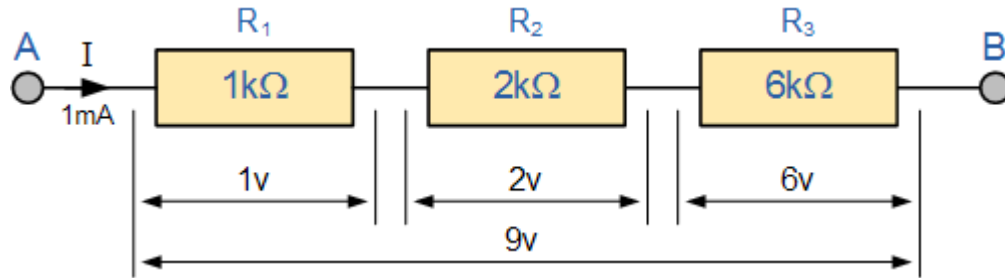 R1 R2 R3
A I B
1kΩ 2kΩ 6kΩ
1mA
1v 2v 6v
9v